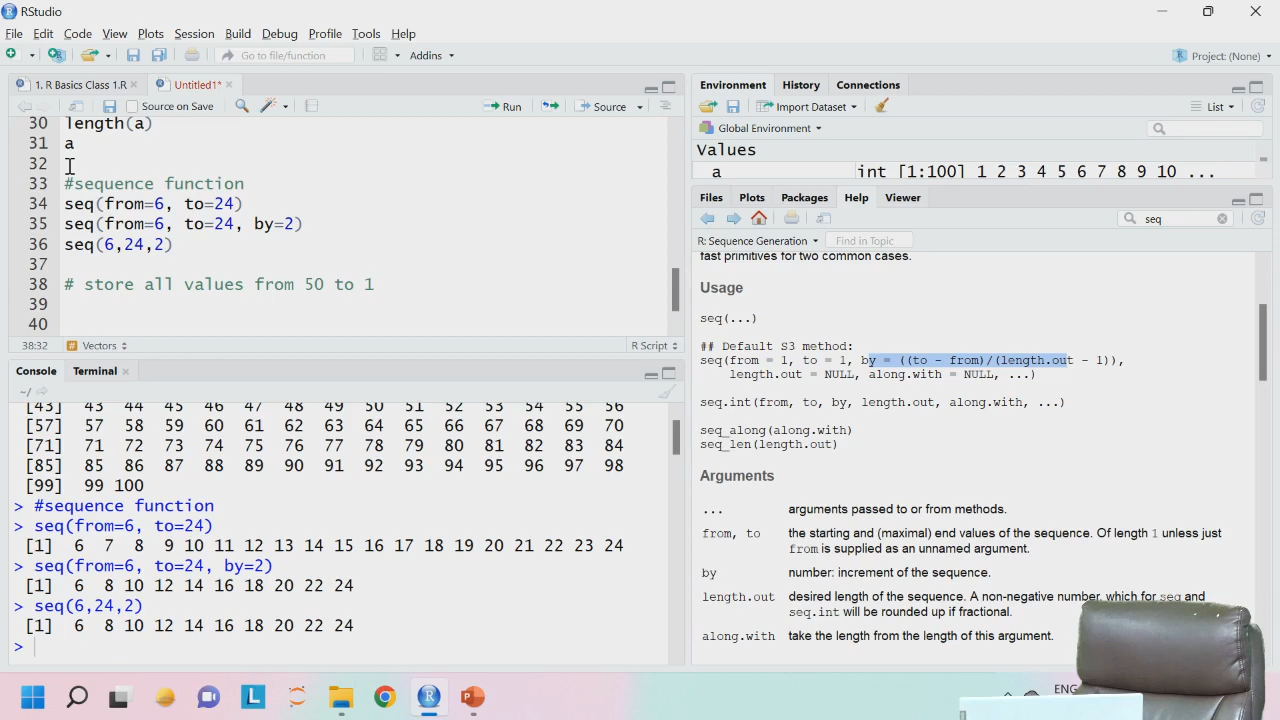 RStudio
File Edit Code View Plots Session Build Debug Profile Tools Help
Go to file/function Addins Project: (None)
1. R Basics Class 1.R Untitled1*
Source on Save Run Source
30 length(a)
31 a
32
33 #sequence function
34 seq(from=6, to=24)
35 seq(from=6, to=24, by=2)
36 seq(6,24,2)
37
38 # store all values from 50 to 1
39
40
38:32 # Vectors R Script
Console Terminal
~/
[43] 43 44 45 46 47 48 49 50 51 52 53 54 55 56
[57] 57 58 59 60 61 62 63 64 65 66 67 68 69 70
[71] 71 72 73 74 75 76 77 78 79 80 81 82 83 84
[85] 85 86 87 88 89 90 91 92 93 94 95 96 97 98
[99] 99 100
> #sequence function
> seq(from=6, to=24)
[1] 6 7 8 9 10 11 12 13 14 15 16 17 18 19 20 21 22 23 24
> seq(from=6, to=24, by=2)
[1] 6 8 10 12 14 16 18 20 22 24
> seq(6,24,2)
[1] 6 8 10 12 14 16 18 20 22 24
>
Environment History Connections
Import Dataset List
Global Environment
Values
a int [1:100] 1 2 3 4 5 6 7 8 9 10 ...
Files Plots Packages Help Viewer
seq
R: Sequence Generation Find in Topic
fast primitives for two common cases.
Usage
seq(...)
## Default S3 method:
seq(from = 1, to = 1, by = ((to - from)/(length.out - 1)),
length.out = NULL, along.with = NULL, ...)
seq.int(from, to, by, length.out, along.with, ...)
seq_along(along.with)
seq_len(length.out)
Arguments
... arguments passed to or from methods.
from, to the starting and (maximal) end values of the sequence. Of length 1 unless just
from is supplied as an unnamed argument.
by number: increment of the sequence.
length.out desired length of the sequence. A non-negative number, which for seq and
seq.int will be rounded up if fractional.
along.with take the length from the length of this argument.
ENG